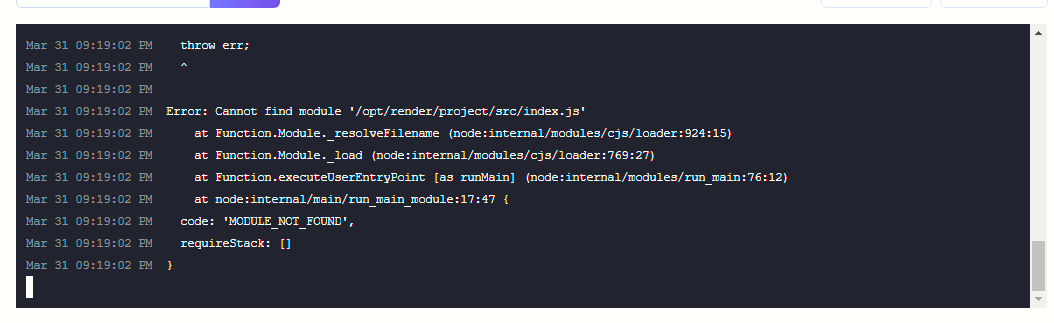 Mar 31 09:19:02 PM    throw err;
Mar 31 09:19:02 PM    ^
Mar 31 09:19:02 PM
Mar 31 09:19:02 PM  Error: Cannot find module '/opt/render/project/src/index.js'
Mar 31 09:19:02 PM      at Function.Module._resolveFilename (node:internal/modules/cjs/loader:924:15)
Mar 31 09:19:02 PM      at Function.Module._load (node:internal/modules/cjs/loader:769:27)
Mar 31 09:19:02 PM      at Function.executeUserEntryPoint [as runMain] (node:internal/modules/run_main:76:12)
Mar 31 09:19:02 PM      at node:internal/main/run_main_module:17:47 {
Mar 31 09:19:02 PM    code: 'MODULE_NOT_FOUND',
Mar 31 09:19:02 PM    requireStack: []
Mar 31 09:19:02 PM  }